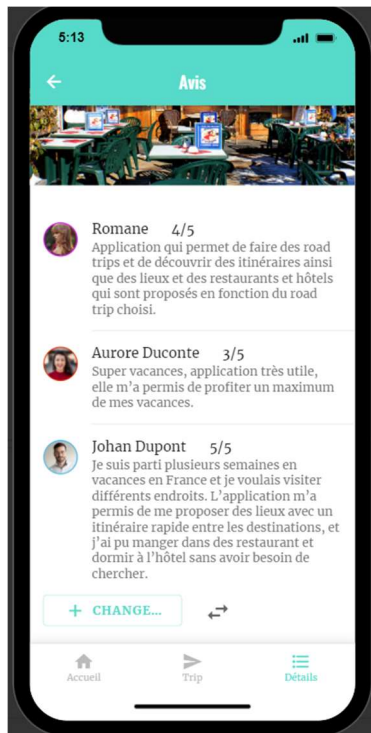 5:13
Avis
Romane 4/5
Application qui permet de faire des road
trips et de découvrir des itinéraires ainsi
que des lieux et des restaurants et hôtels
qui sont proposés en fonction du road
trip choisi.
Aurore Duconte 3/5
Super vacances, application très utile,
elle m'a permis de profiter un maximum
de mes vacances.
Johan Dupont 5/5
Je suis parti plusieurs semaines en
vacances en France et je voulais visiter
différents endroits. L'application m'a
permis de me proposer des lieux avec un
itinéraire rapide entre les destinations, et
j'ai pu manger dans des restaurant et
dormir à l'hôtel sans avoir besoin de
chercher.
+ CHANGE...
Accueil Trip Détails